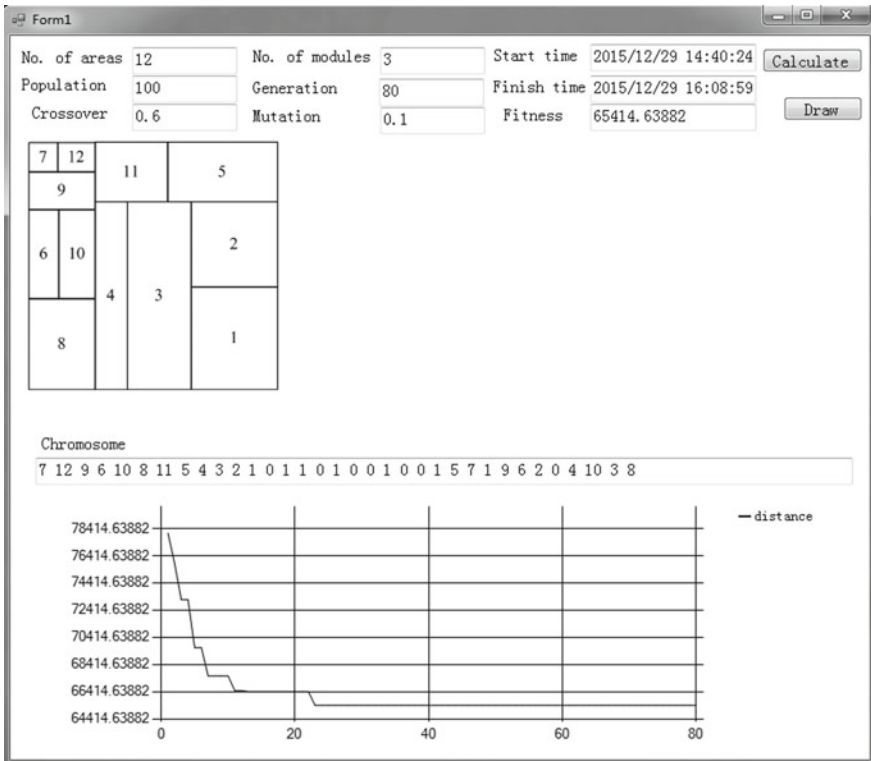 Form1
No. of areas 12 No. of modules 3 Start time 2015/12/29 14:40:24 Calculate
Population 100 Generation 80 Finish time 2015/12/29 16:08:59
Crossover 0.6 Mutation 0.1 Fitness 65414.63882 Draw
7 12 11 5
9
6 10 2
4 3
8 1
Chromosome
7 12 9 6 10 8 11 5 4 3 2 1 0 1 1 0 1 0 0 1 0 0 1 5 7 1 9 6 2 0 4 10 3 8
distance
78414.63882
76414.63882
74414.63882
72414.63882
70414.63882
68414.63882
66414.63882
64414.63882
0 20 40 60 80